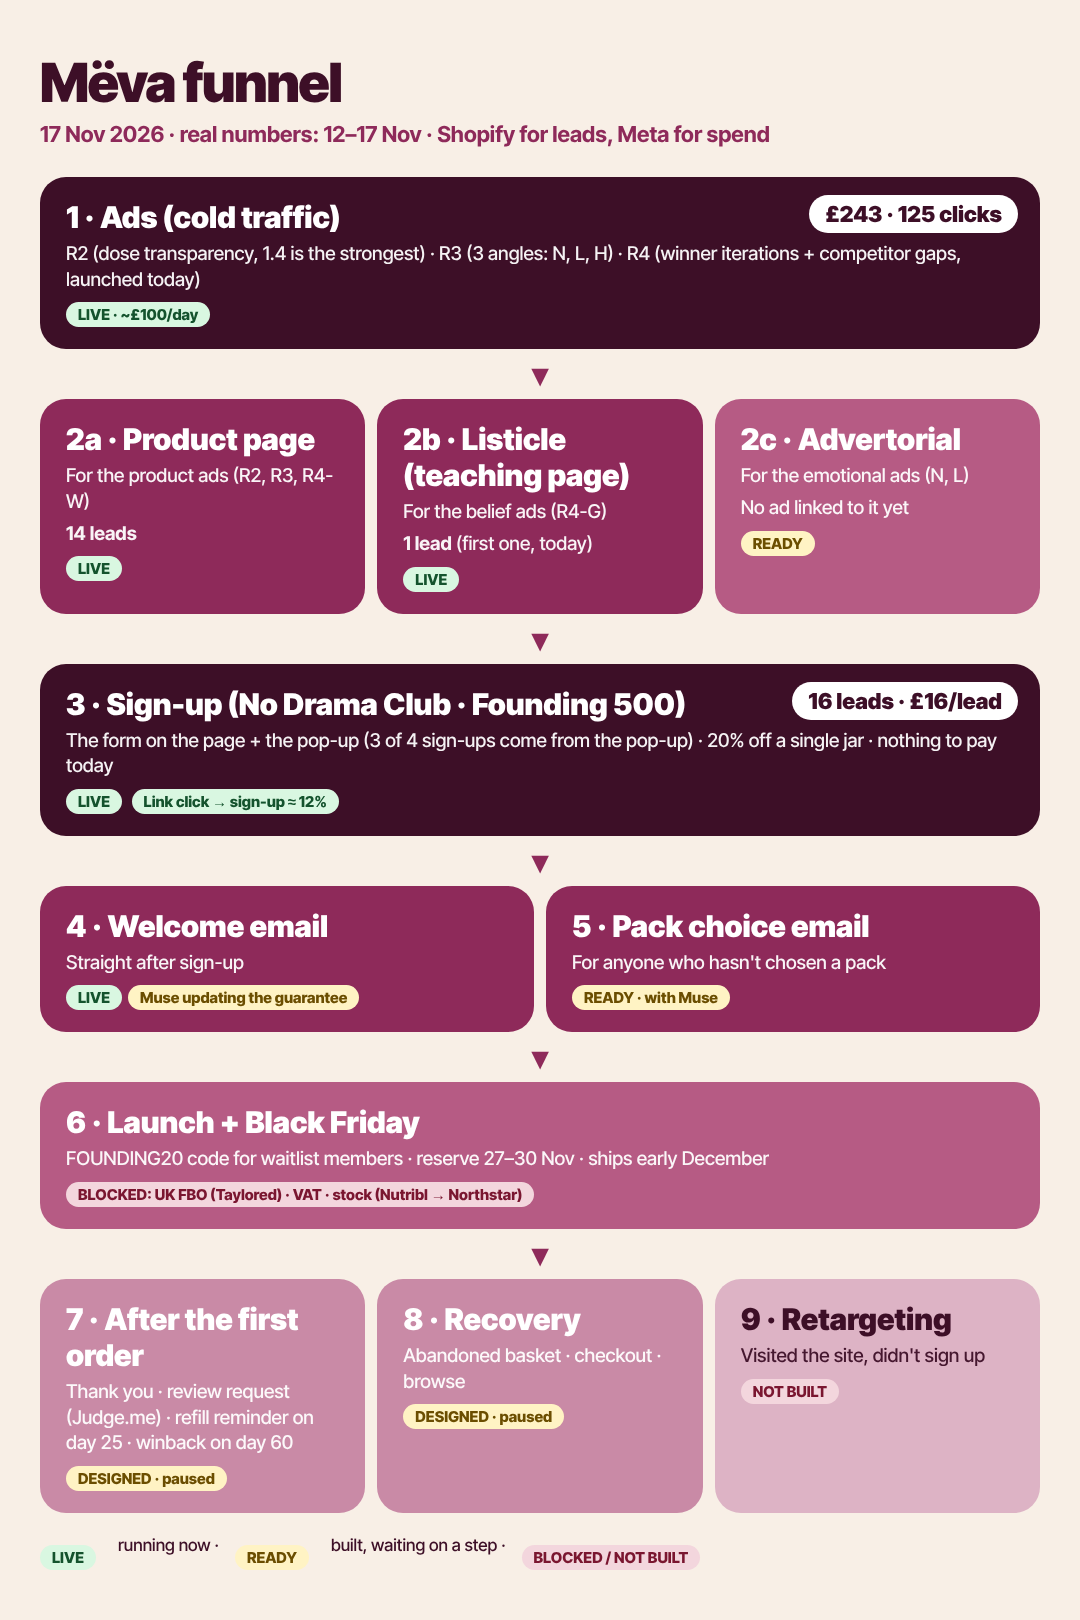 Mëva funnel
17 Nov 2026 · real numbers: 12–17 Nov · Shopify for leads, Meta for spend
1 · Ads (cold traffic)
£243 · 125 clicks
R2 (dose transparency, 1.4 is the strongest) · R3 (3 angles: N, L, H) · R4 (winner iterations + competitor gaps,
launched today)
LIVE · ~£100/day
▼
2a · Product page
For the product ads (R2, R3, R4-
W)
14 leads
LIVE
2b · Listicle
(teaching page)
For the belief ads (R4-G)
1 lead (first one, today)
LIVE
2c · Advertorial
For the emotional ads (N, L)
No ad linked to it yet
READY
▼
3 · Sign-up (No Drama Club · Founding 500)
16 leads · £16/lead
The form on the page + the pop-up (3 of 4 sign-ups come from the pop-up) · 20% off a single jar · nothing to pay
today
LIVE
Link click → sign-up ≈ 12%
▼
4 · Welcome email
Straight after sign-up
LIVE
Muse updating the guarantee
5 · Pack choice email
For anyone who hasn't chosen a pack
READY · with Muse
▼
6 · Launch + Black Friday
FOUNDING20 code for waitlist members · reserve 27–30 Nov · ships early December
BLOCKED: UK FBO (Taylored) · VAT · stock (Nutribl → Northstar)
▼
7 · After the first
order
Thank you · review request
(Judge.me) · refill reminder on
day 25 · winback on day 60
DESIGNED · paused
8 · Recovery
Abandoned basket · checkout ·
browse
DESIGNED · paused
9 · Retargeting
Visited the site, didn't sign up
NOT BUILT
LIVE running now · READY built, waiting on a step · BLOCKED / NOT BUILT